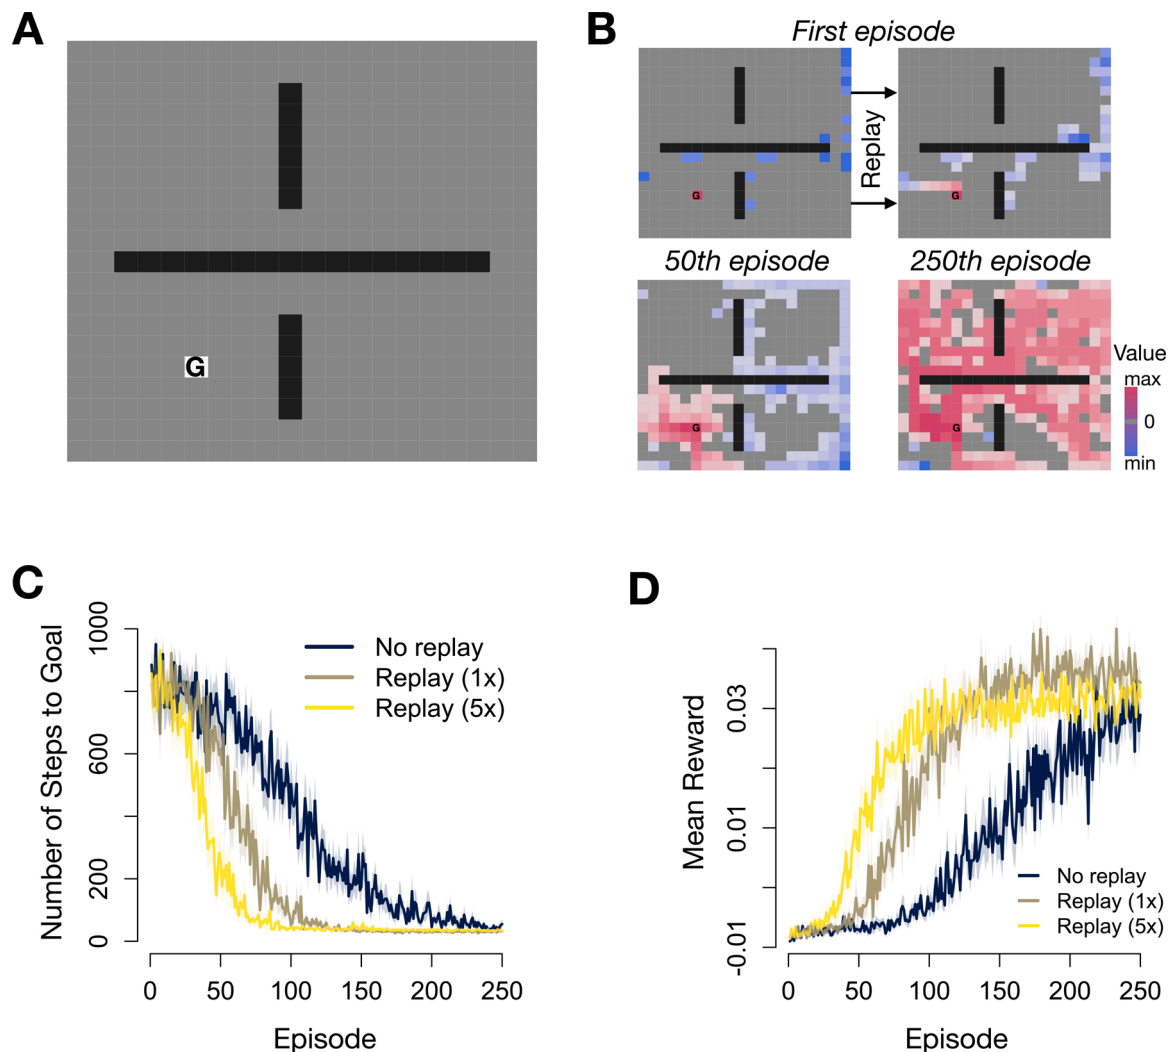 A
G
B
First episode
Replay
G
G
50th episode
250th episode
G
G
Value
max
0
min
C
Number of Steps to Goal
1000
600
200
0
No replay
Replay (1x)
Replay (5x)
0 50 100 150 200 250
Episode
D
Mean Reward
0.03
0.01
-0.01
No replay
Replay (1x)
Replay (5x)
0 50 100 150 200 250
Episode